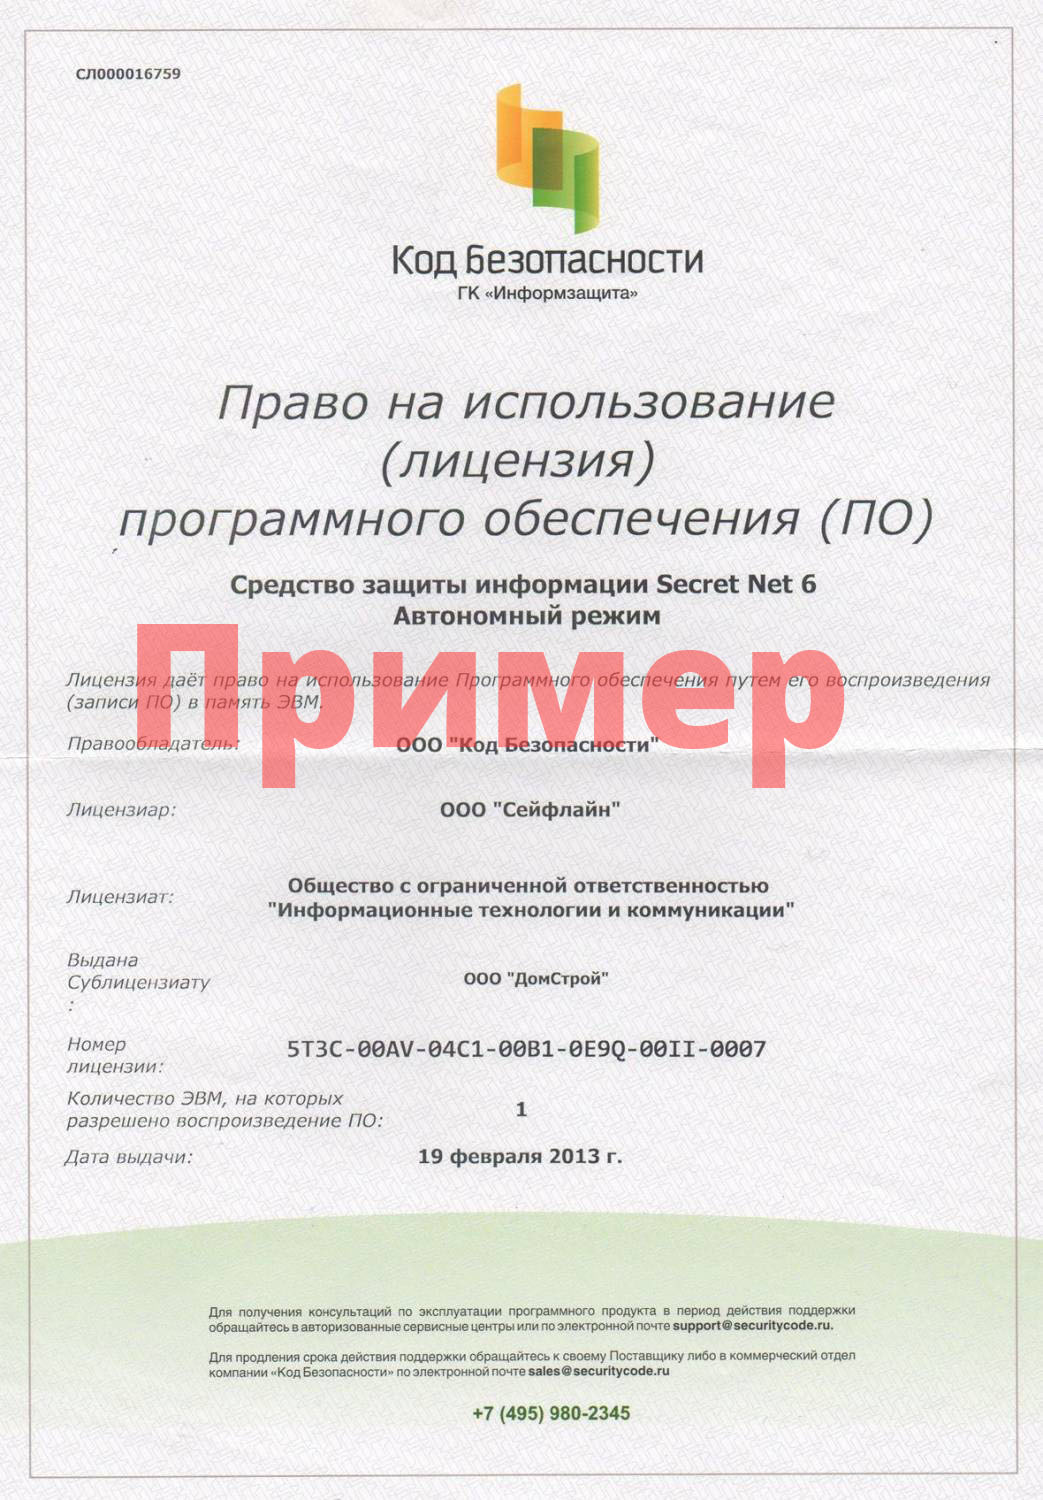 СЛ000016759
Код Безопасности
ГК «Информзащита»
Право на использование
(лицензия)
программного обеспечения (ПО)
Средство защиты информации Secret Net 6
Автономный режим
Пример
Лицензия даёт право на использование Программного обеспечения путем его воспроизведения
(записи ПО) в память ЭВМ.
Правообладатель: ООО "Код Безопасности"
Лицензиар: ООО "Сейфлайн"
Лицензиат: Общество с ограниченной ответственностью
"Информационные технологии и коммуникации"
Выдана
Сублицензиату ООО "ДомСтрой"
:
Номер
лицензии: 5T3C-00AV-04C1-00B1-0E9Q-00II-0007
Количество ЭВМ, на которых
разрешено воспроизведение ПО: 1
Дата выдачи: 19 февраля 2013 г.
Для получения консультаций по эксплуатации программного продукта в период действия поддержки
обращайтесь в авторизованные сервисные центры или по электронной почте support@securitycode.ru.
Для продления срока действия поддержки обращайтесь к своему Поставщику либо в коммерческий отдел
компании «Код Безопасности» по электронной почте sales@securitycode.ru
+7 (495) 980-2345